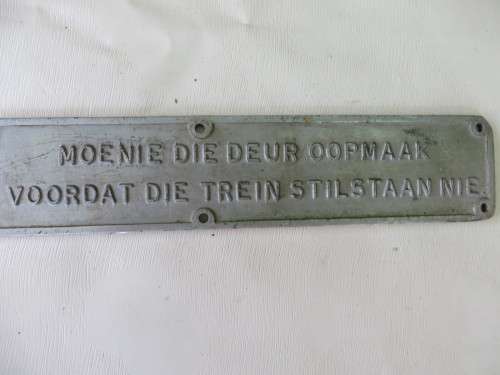 MOENIE DIE DEUR OOPMAAK
VOORDAT DIE TREIN STILSTAAN NIE.